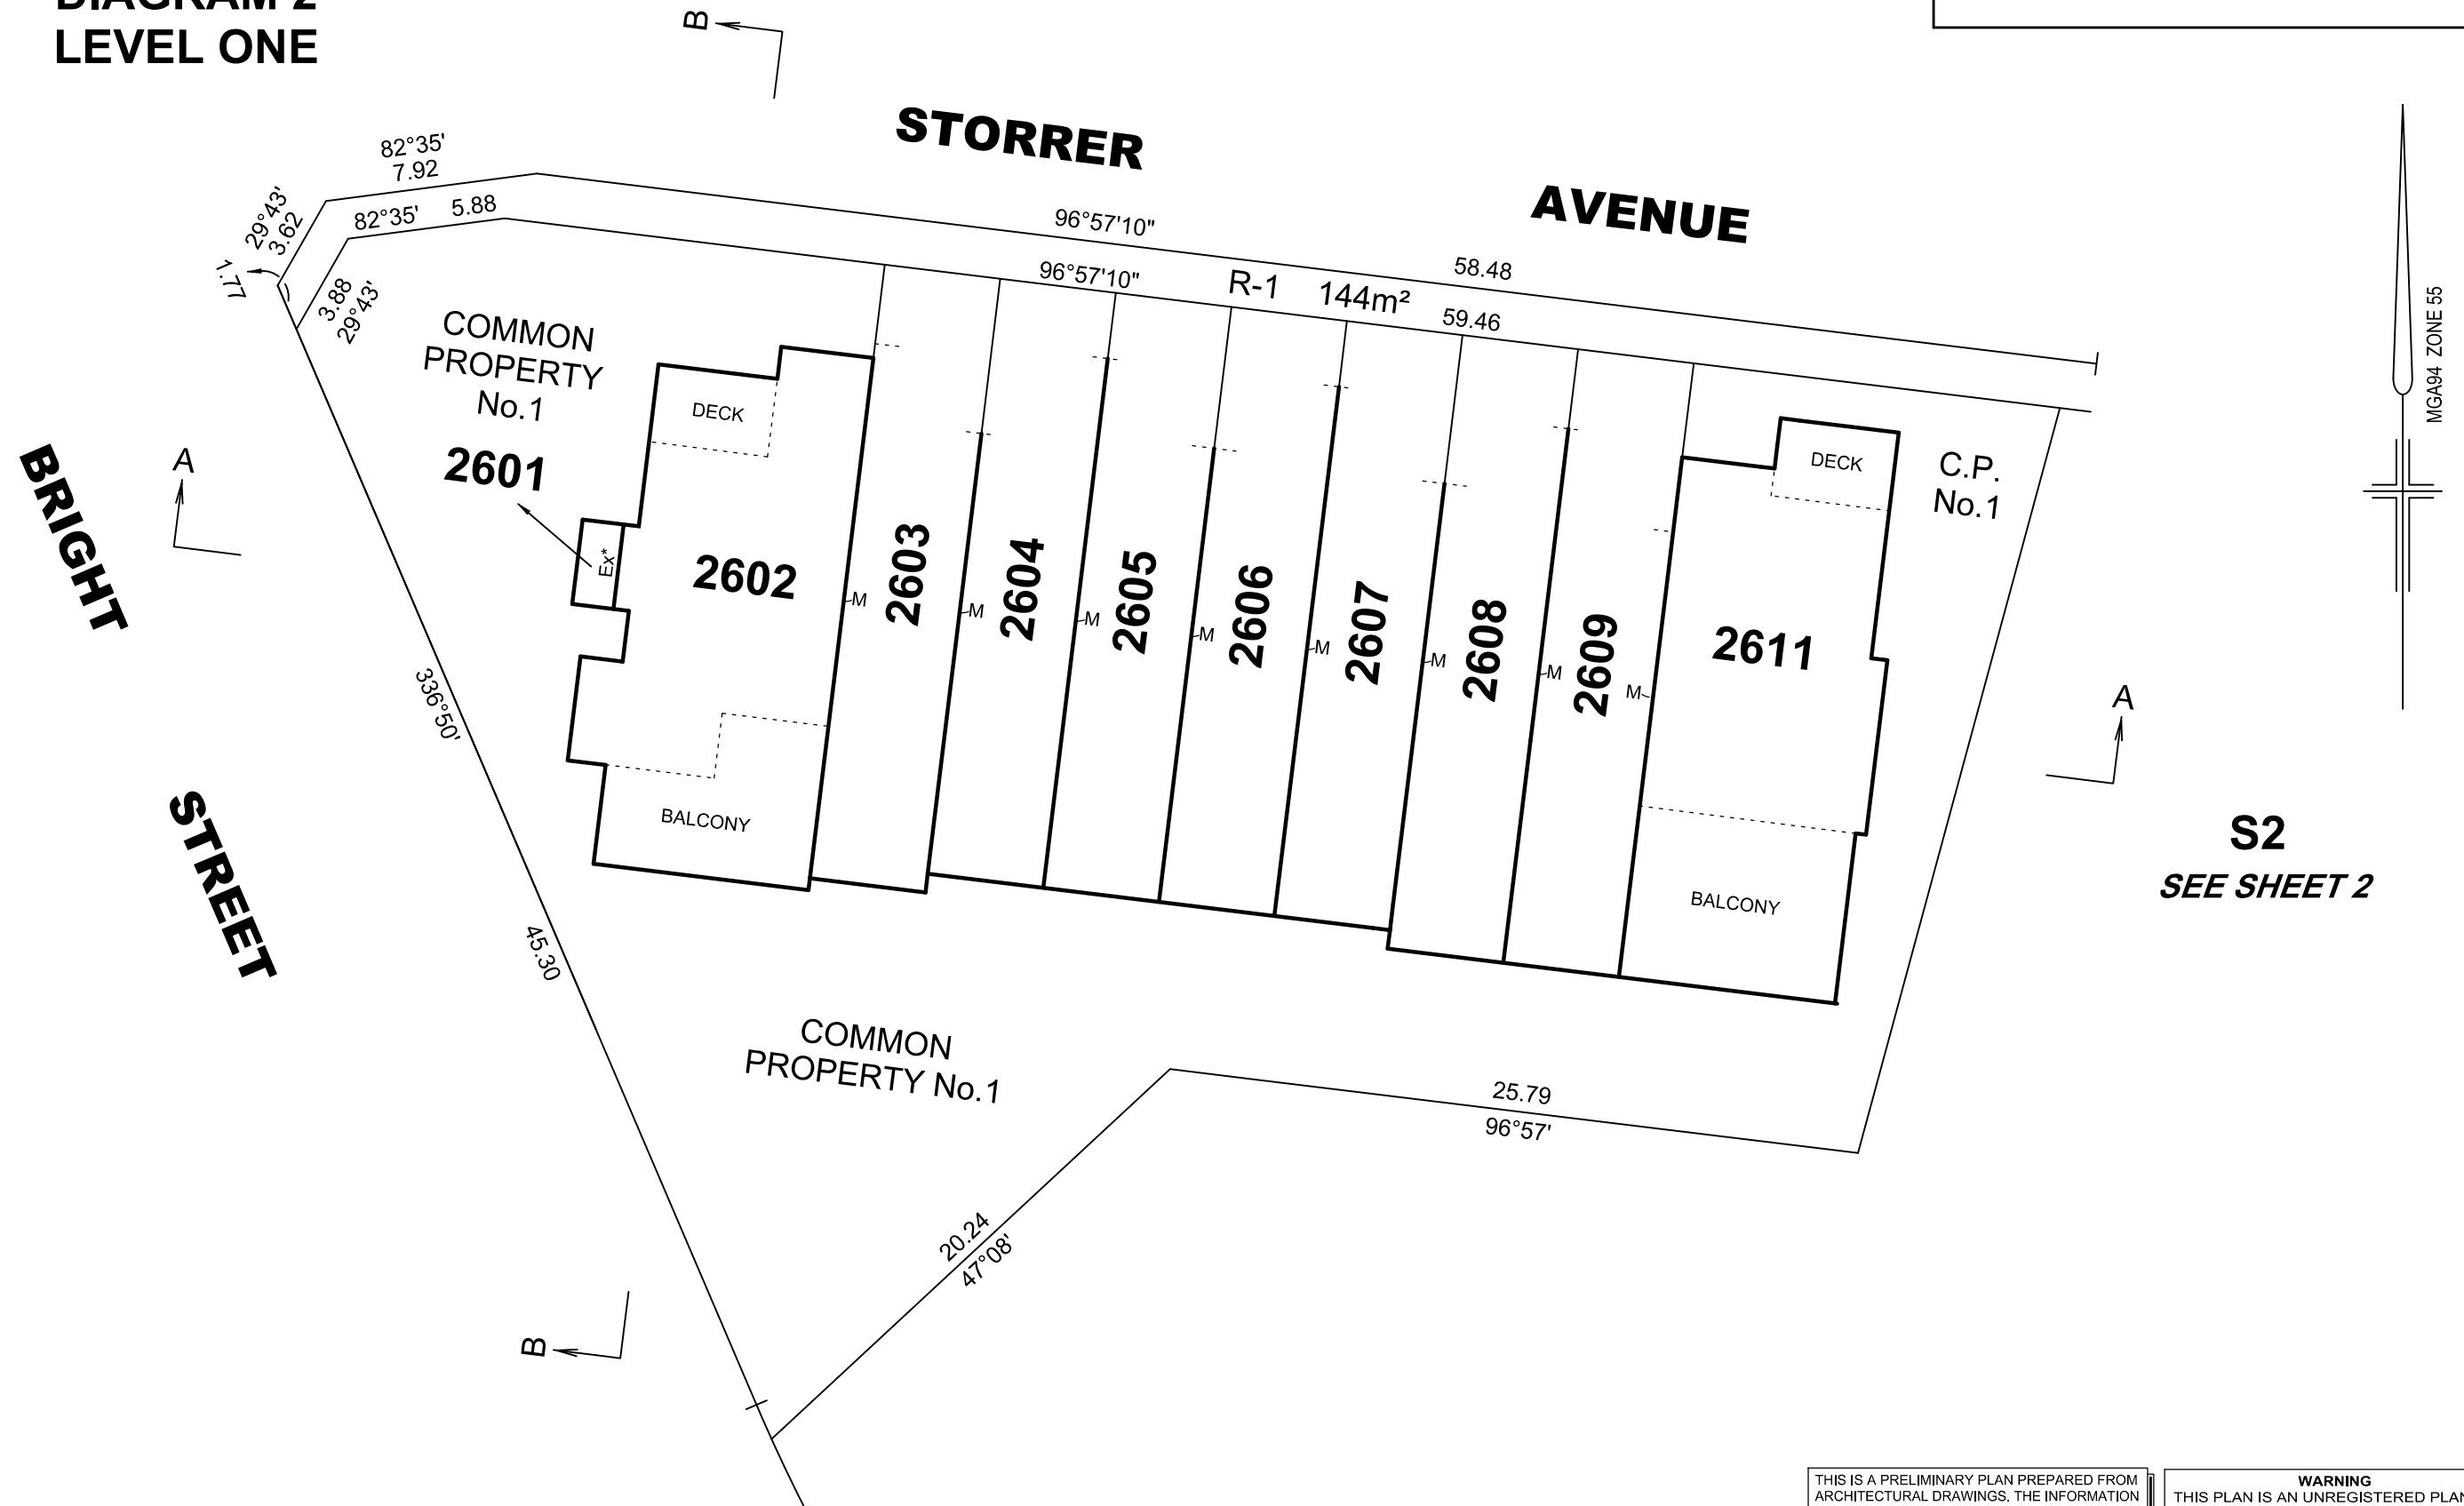 DIAGRAM 2
LEVEL ONE
B
STORRER
AVENUE
82°35'
7.92
29°43'
3.62
82°35' 5.88
1.77
3.88
29°43'
96°57'10"
58.48
96°57'10"
R-1 144m²
59.46
MGA94 ZONE 55
COMMON
PROPERTY
No.1
2601
A
BRIGHT
STREET
DECK
Ex*
2602
M
2603
M
2604
M
2605
M
2606
M
2607
M
2608
M
2609
M
2611
DECK
C.P.
No.1
A
S2
SEE SHEET 2
BALCONY
BALCONY
336°50'
45.30
COMMON
PROPERTY No.1
25.79
96°57'
20.24
47°08'
B
THIS IS A PRELIMINARY PLAN PREPARED FROM
ARCHITECTURAL DRAWINGS. THE INFORMATION
WARNING
THIS PLAN IS AN UNREGISTERED PLAN